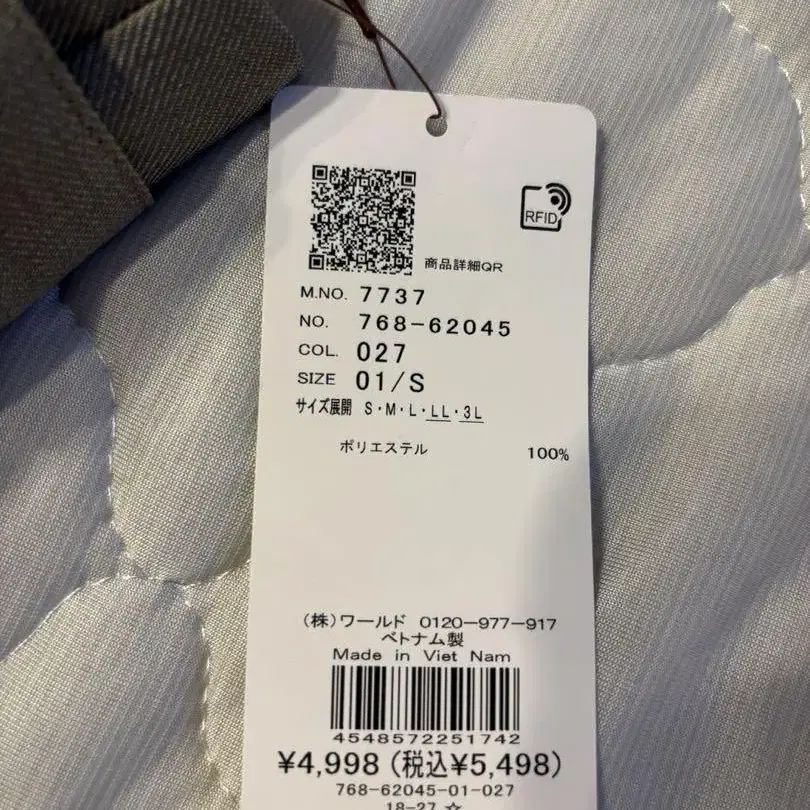 RFID
商品詳細QR
M.NO. 7737
NO. 768-62045
COL. 027
SIZE 01/S
サイズ展開 S・M・L・LL・3L
ポリエステル 100%
(株)ワールド 0120-977-917
ベトナム製
Made in Viet Nam
4548572251742
¥4,998(税込¥5,498)
768-62045-01-027
18-27 ☆